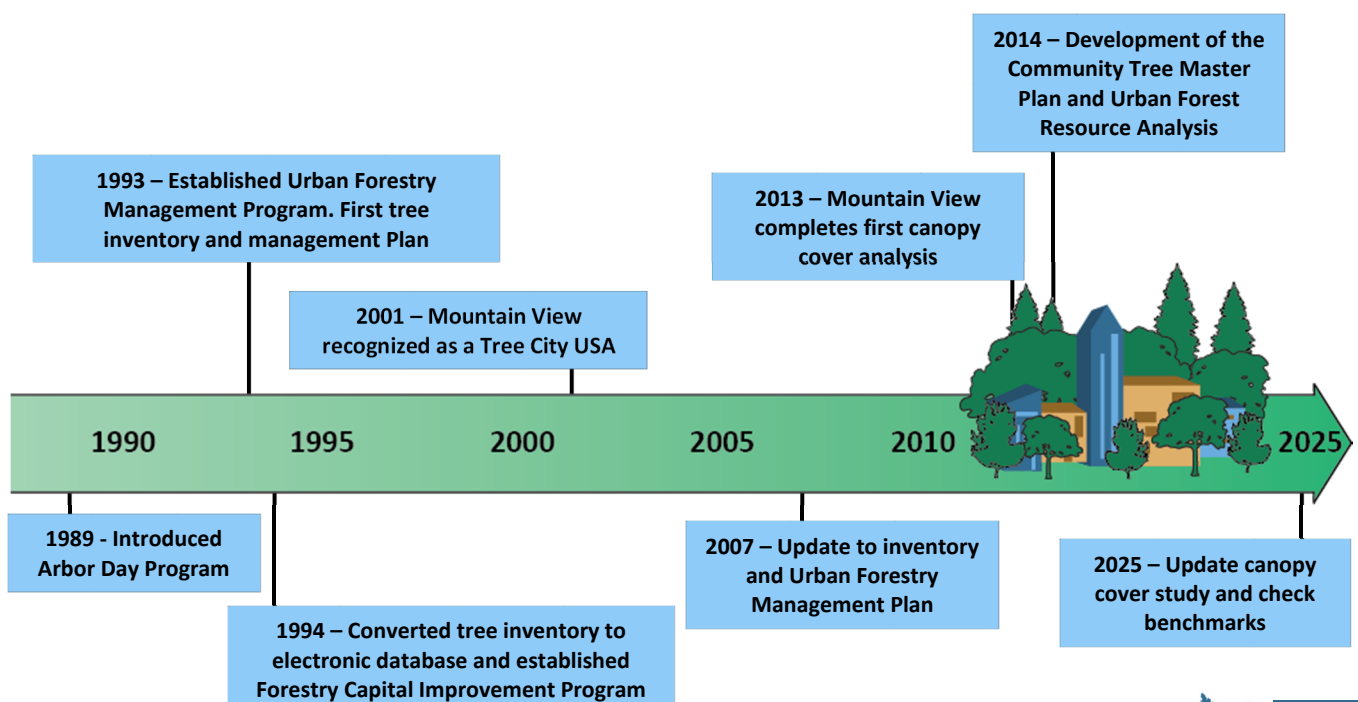 2014 – Development of the
Community Tree Master
Plan and Urban Forest
Resource Analysis
1993 – Established Urban Forestry
Management Program. First tree
inventory and management Plan
2013 – Mountain View
completes first canopy
cover analysis
2001 – Mountain View
recognized as a Tree City USA
1990
1995
2000
2005
2010
2025
1989 - Introduced
Arbor Day Program
2007 – Update to inventory
and Urban Forestry
Management Plan
2025 – Update canopy
cover study and check
benchmarks
1994 – Converted tree inventory to
electronic database and established
Forestry Capital Improvement Program